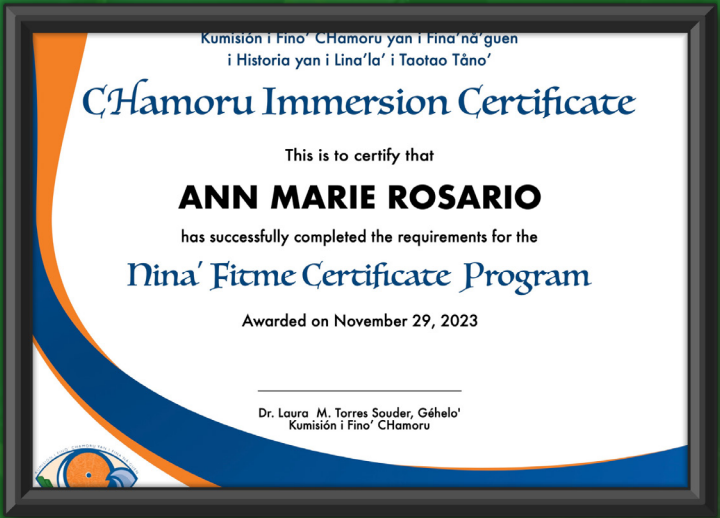 Kumisión i Fino’ CHamoru yan i Fina’nå’guen
i Historia yan i Lina’la’ i Taotao Tåno’
CHamoru Immersion Certificate
This is to certify that
ANN MARIE ROSARIO
has successfully completed the requirements for the
Nina’ Fitme Certificate Program
Awarded on November 29, 2023
Dr. Laura M. Torres Souder, Géhelo'
Kumisión i Fino’ CHamoru